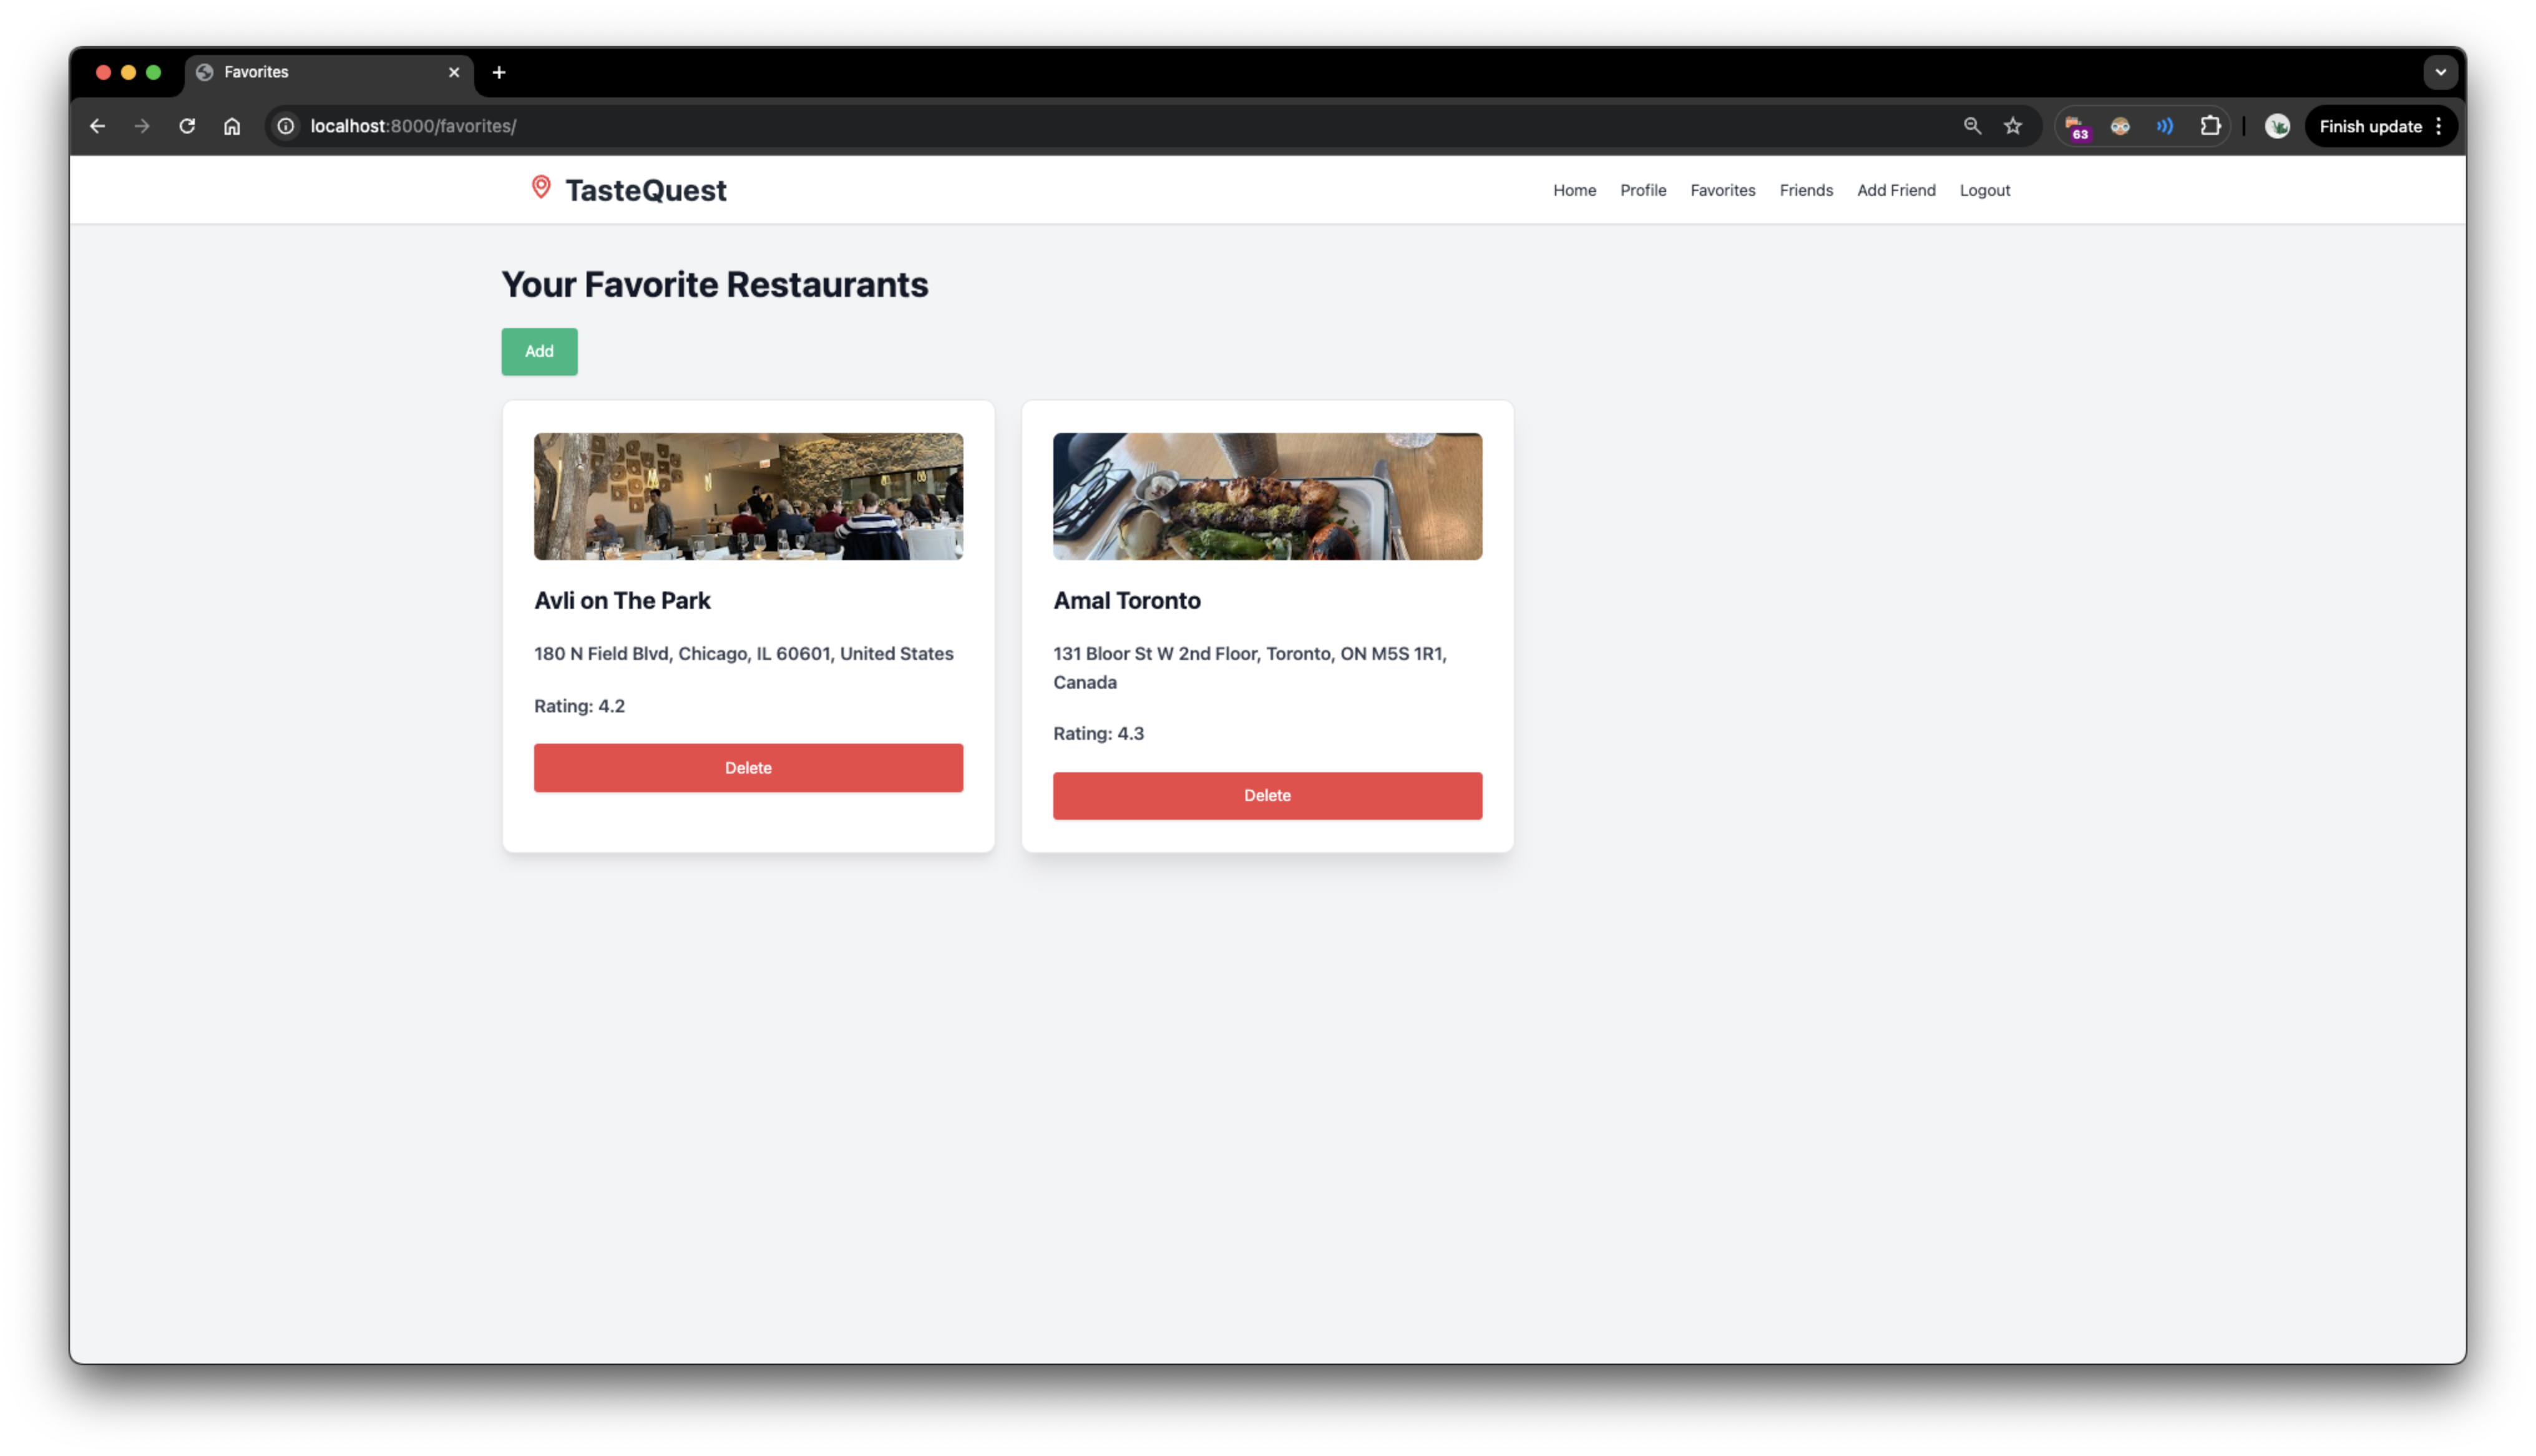 Favorites
localhost:8000/favorites/
63
Finish update
TasteQuest
Home Profile Favorites Friends Add Friend Logout
Your Favorite Restaurants
Add
Avli on The Park
180 N Field Blvd, Chicago, IL 60601, United States
Rating: 4.2
Delete
Amal Toronto
131 Bloor St W 2nd Floor, Toronto, ON M5S 1R1,
Canada
Rating: 4.3
Delete